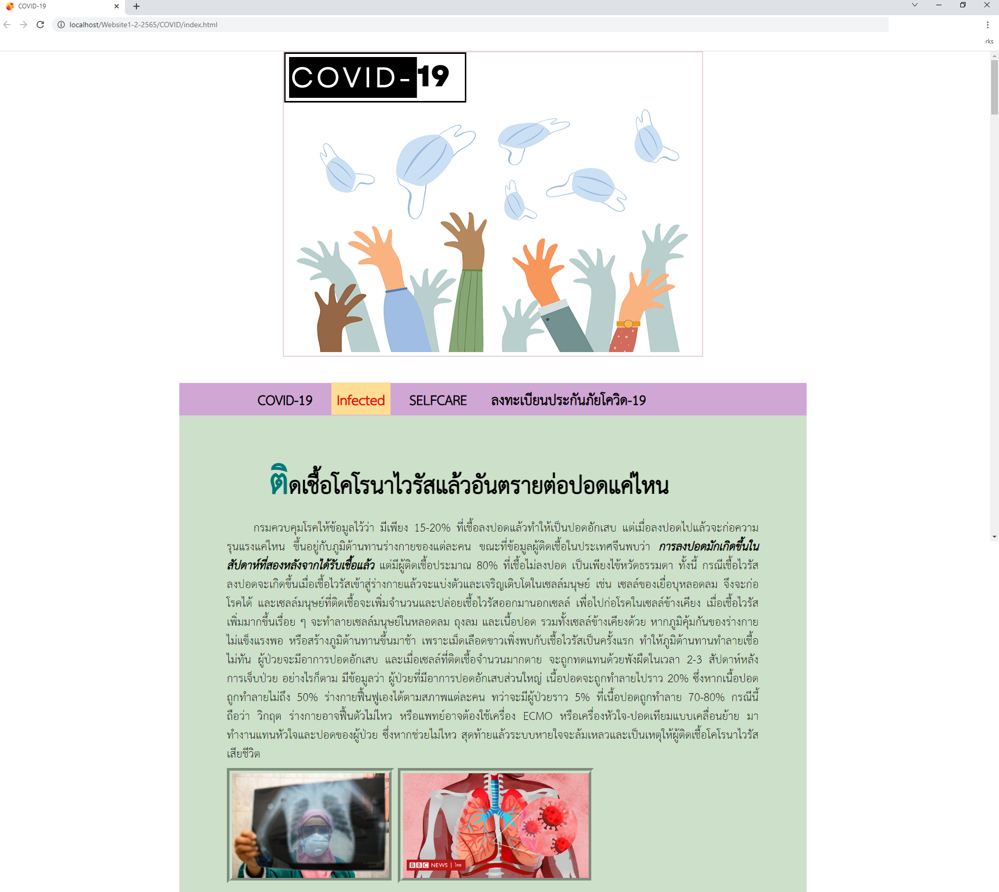 COVID-19
localhost/Website1-2-2565/COVID/index.html
rks
COVID-19
COVID-19 Infected SELFCARE ลงทะเบียนประกันภัยโควิด-19
ติดเชื้อโคโรนาไวรัสแล้วอันตรายต่อปอดแค่ไหน
กรมควบคุมโรคให้ข้อมูลไว้ว่า มีเพียง 15-20% ที่เชื้อลงปอดแล้วทำให้เป็นปอดอักเสบ แต่เมื่อลงปอดไปแล้วจะก่อความ
รุนแรงแค่ไหน ขึ้นอยู่กับภูมิต้านทานร่างกายของแต่ละคน ขณะที่ข้อมูลผู้ติดเชื้อในประเทศจีนพบว่า การลงปอดมักเกิดขึ้นใน
สัปดาห์ที่สองหลังจากได้รับเชื้อแล้ว แต่มีผู้ติดเชื้อประมาณ 80% ที่เชื้อไม่ลงปอด เป็นเพียงไข้หวัดธรรมดา ทั้งนี้ กรณีเชื้อไวรัส
ลงปอดจะเกิดขึ้นเมื่อเชื้อไวรัสเข้าสู่ร่างกายแล้วจะแบ่งตัวและเจริญเติบโตในเซลล์มนุษย์ เช่น เซลล์ของเยื่อบุหลอดลม จึงจะก่อ
โรคได้ และเซลล์มนุษย์ที่ติดเชื้อจะเพิ่มจำนวนและปล่อยเชื้อไวรัสออกมานอกเซลล์ เพื่อไปก่อโรคในเซลล์ข้างเคียง เมื่อเชื้อไวรัส
เพิ่มมากขึ้นเรื่อย ๆ จะทำลายเซลล์มนุษย์ในหลอดลม ถุงลม และเนื้อปอด รวมทั้งเซลล์ข้างเคียงด้วย หากภูมิคุ้มกันของร่างกาย
ไม่แข็งแรงพอ หรือสร้างภูมิต้านทานขึ้นมาช้า เพราะเม็ดเลือดขาวเพิ่งพบกับเชื้อไวรัสเป็นครั้งแรก ทำให้ภูมิต้านทานทำลายเชื้อ
ไม่ทัน ผู้ป่วยจะมีอาการปอดอักเสบ และเมื่อเซลล์ที่ติดเชื้อจำนวนมากตาย จะถูกทดแทนด้วยพังผืดในเวลา 2-3 สัปดาห์หลัง
การเจ็บป่วย อย่างไรก็ตาม มีข้อมูลว่า ผู้ป่วยที่มีอาการปอดอักเสบส่วนใหญ่ เนื้อปอดจะถูกทำลายไปราว 20% ซึ่งหากเนื้อปอด
ถูกทำลายไม่ถึง 50% ร่างกายฟื้นฟูเองได้ตามสภาพแต่ละคน ทว่าจะมีผู้ป่วยราว 5% ที่เนื้อปอดถูกทำลาย 70-80% กรณีนี้
ถือว่า วิกฤต ร่างกายอาจฟื้นตัวไม่ไหว หรือแพทย์อาจต้องใช้เครื่อง ECMO หรือเครื่องหัวใจ-ปอดเทียมแบบเคลื่อนย้าย มา
ทำงานแทนหัวใจและปอดของผู้ป่วย ซึ่งหากช่วยไม่ไหว สุดท้ายแล้วระบบหายใจจะล้มเหลวและเป็นเหตุให้ผู้ติดเชื้อโคโรนาไวรัส
เสียชีวิต
BBC NEWS | ไทย